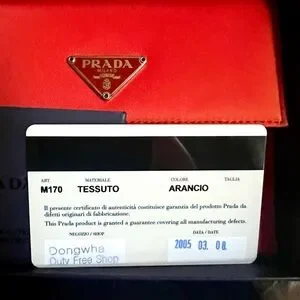 PRADA
MILANO
RADA
ART. MATERIALE COLORE TAGLIA
M170 TESSUTO ARANCIO
Il presente certificato di autenticità costituisce garanzia del prodotto Prada da
difetti originari di fabbricazione.
This Prada product is granted a guarantee covering all manufacturing defects.
NEGOZIO / SHOP DATA / DATE
Dongwha 2005 03. 08
Duty Free Shop